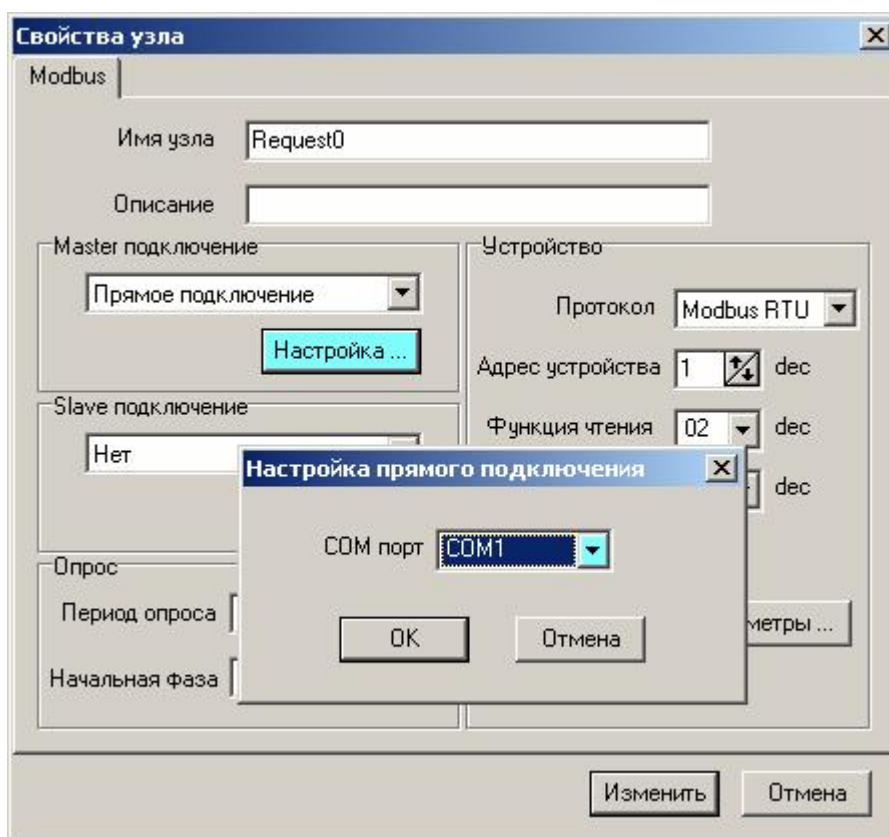 Свойства узла
Modbus
Имя узла Request0
Описание
Master подключение
Прямое подключение
Настройка ...
Slave подключение
Нет
Опрос
Период опроса
Начальная фаза
Устройство
Протокол Modbus RTU
Адрес устройства 1 dec
Функция чтения 02 dec
dec
метры ...
Настройка прямого подключения
COM порт COM1
OK
Отмена
Изменить
Отмена